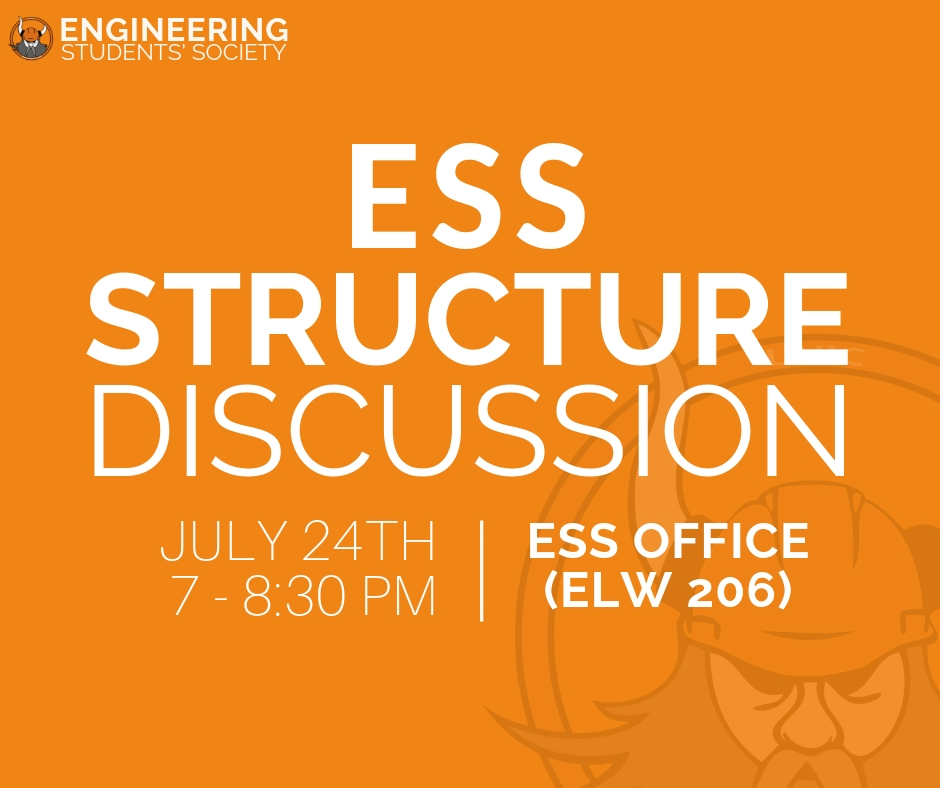 ENGINEERING
STUDENTS' SOCIETY
ESS
STRUCTURE
DISCUSSION
JULY 24TH
7 - 8:30 PM
ESS OFFICE
(ELW 206)